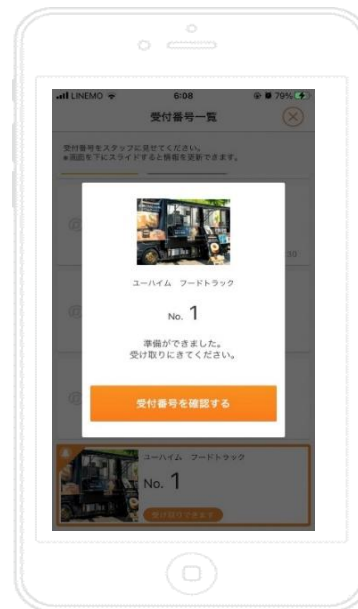 LINEMO
6:08
79%
受付番号一覧
受付番号をスタッフに見せてください。
※画面を下にスライドすると情報を更新できます。
:30
ユーハイム フードトラック
No. 1
準備ができました。
受け取りにきてください。
受付番号を確認する
ユーハイム フードトラック
No. 1
受け取りできます